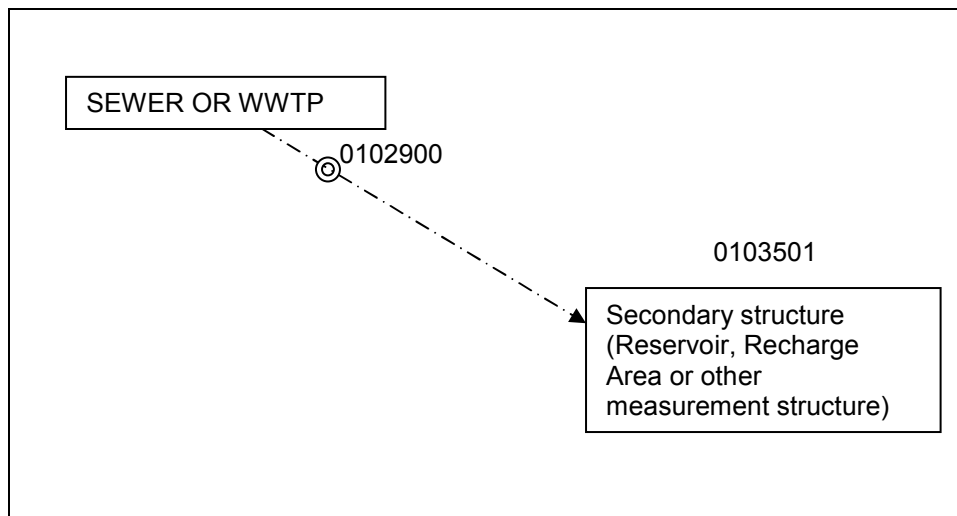 SEWER OR WWTP
0102900
0103501
Secondary structure
(Reservoir, Recharge
Area or other
measurement structure)